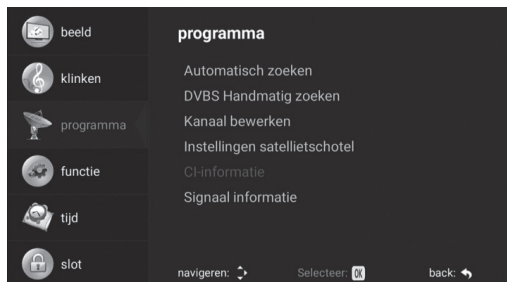 beeld
klinken
programma
functie
tijd
slot
programma
Automatisch zoeken
DVBS Handmatig zoeken
Kanaal bewerken
Instellingen satellietschotel
CI-informatie
Signaal informatie
navigeren: Selecteer: OK back: